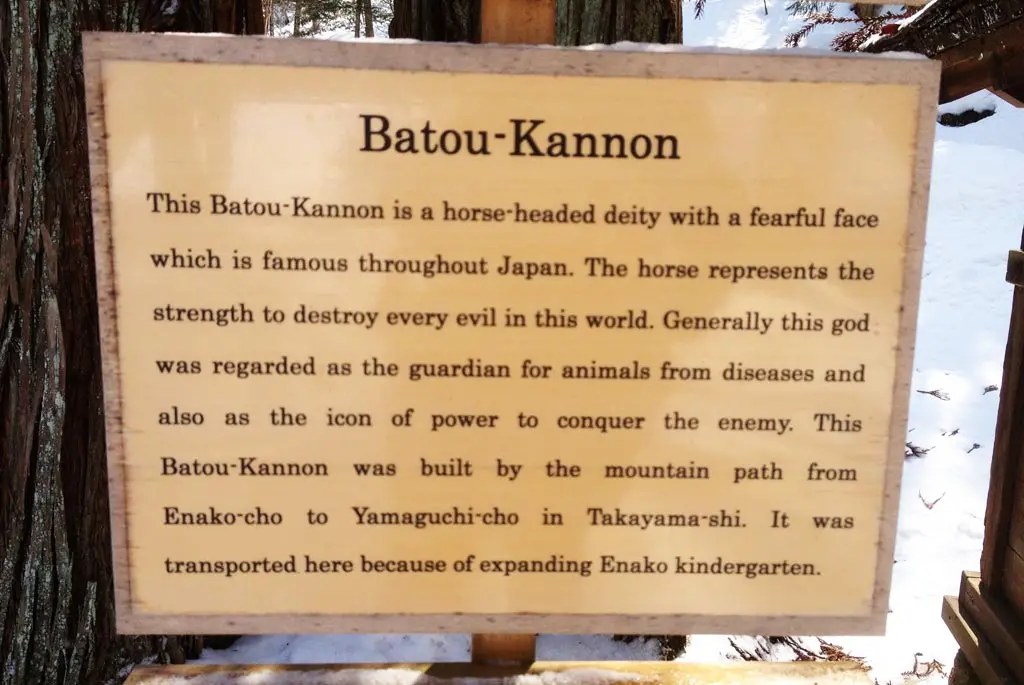 Batou-Kannon
This Batou-Kannon is a horse-headed deity with a fearful face
which is famous throughout Japan. The horse represents the
strength to destroy every evil in this world. Generally this god
was regarded as the guardian for animals from diseases and
also as the icon of power to conquer the enemy. This
Batou-Kannon was built by the mountain path from
Enako-cho to Yamaguchi-cho in Takayama-shi. It was
transported here because of expanding Enako kindergarten.